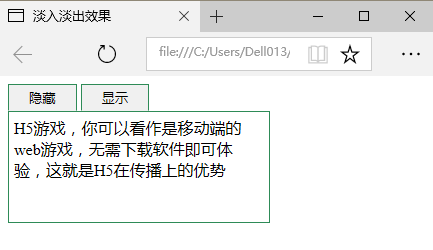 淡入淡出效果
file:///C:/Users/Dell013/
隐藏 显示
H5游戏，你可以看作是移动端的
web游戏，无需下载软件即可体
验，这就是H5在传播上的优势